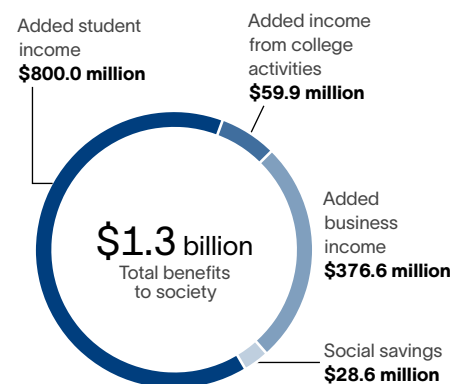 Added student
income
$800.0 million
Added income
from college
activities
$59.9 million
$1.3 billion
Total benefits
to society
Added
business
income
$376.6 million
Social savings
$28.6 million